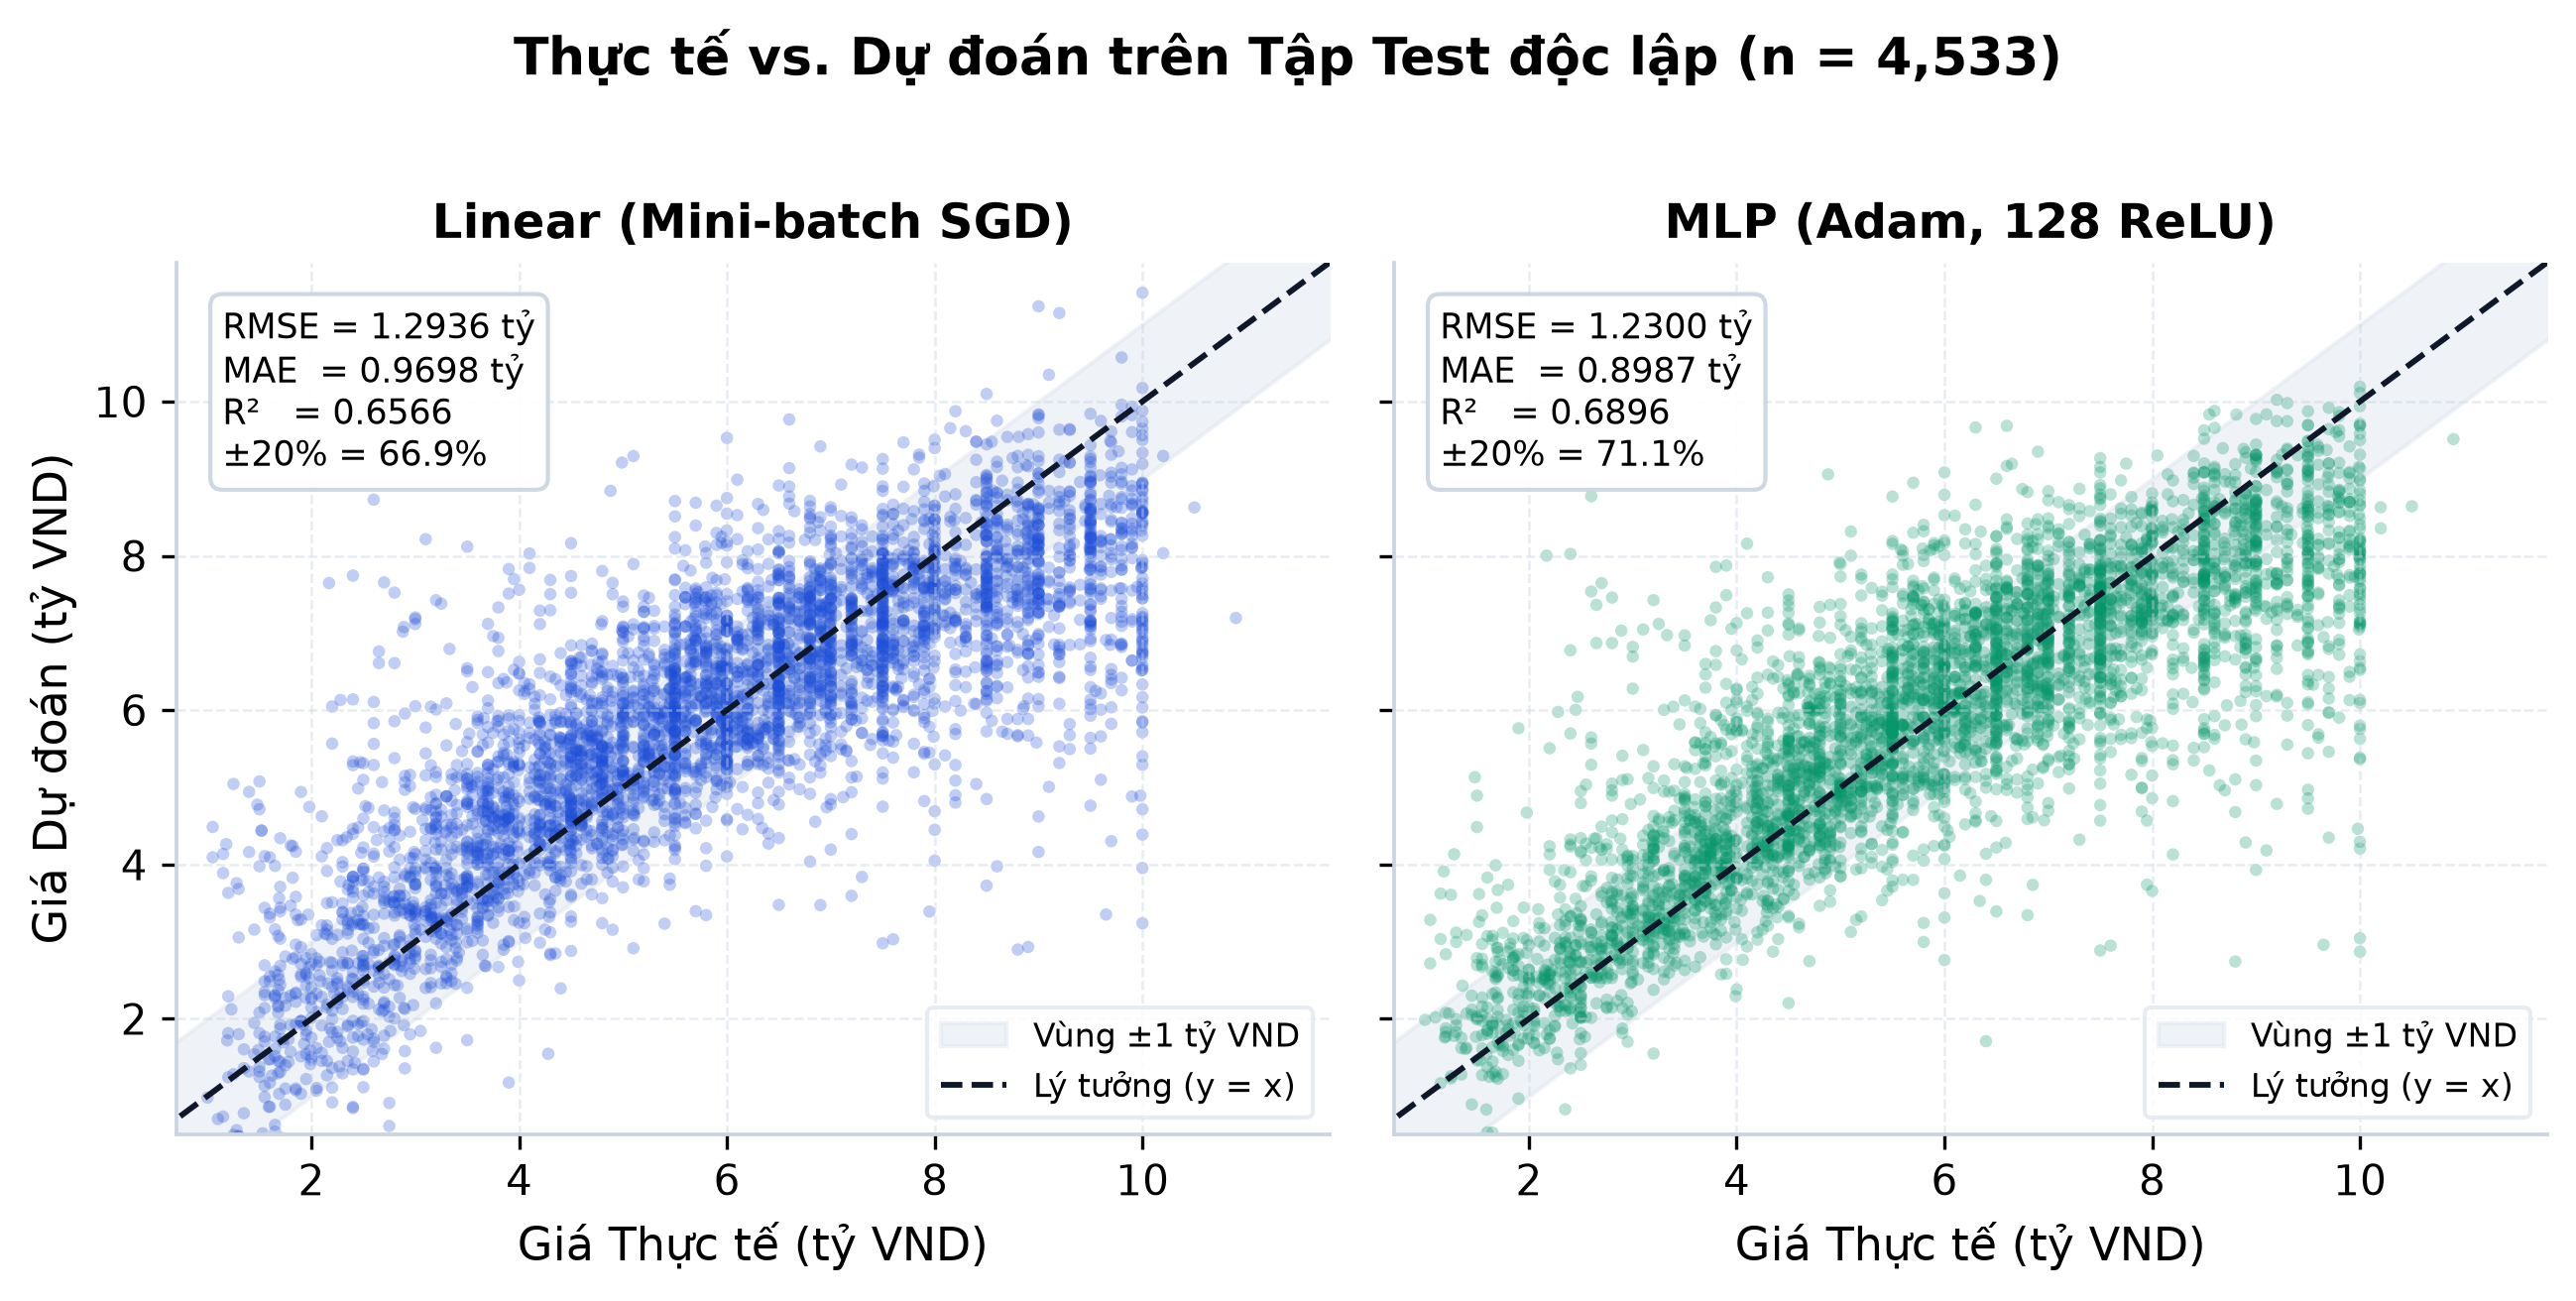 Thực tế vs. Dự đoán trên Tập Test độc lập (n = 4,533)
Linear (Mini-batch SGD)
RMSE = 1.2936 tỷ
MAE = 0.9698 tỷ
R² = 0.6566
±20% = 66.9%
Giá Dự đoán (tỷ VND)
10
8
6
4
2
Vùng ±1 tỷ VND
Lý tưởng (y = x)
2 4 6 8 10
Giá Thực tế (tỷ VND)
MLP (Adam, 128 ReLU)
RMSE = 1.2300 tỷ
MAE = 0.8987 tỷ
R² = 0.6896
±20% = 71.1%
Vùng ±1 tỷ VND
Lý tưởng (y = x)
2 4 6 8 10
Giá Thực tế (tỷ VND)